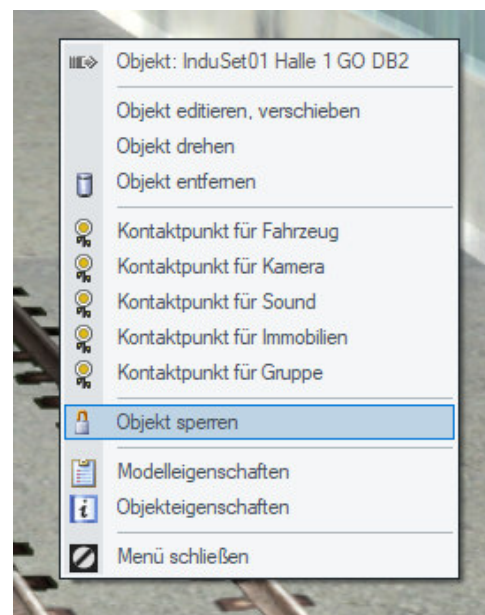 Objekt: InduSet01 Halle 1 GO DB2
Objekt editieren, verschieben
Objekt drehen
Objekt entfernen
Kontaktpunkt für Fahrzeug
Kontaktpunkt für Kamera
Kontaktpunkt für Sound
Kontaktpunkt für Immobilien
Kontaktpunkt für Gruppe
Objekt sperren
Modelleigenschaften
Objekteigenschaften
Menü schließen